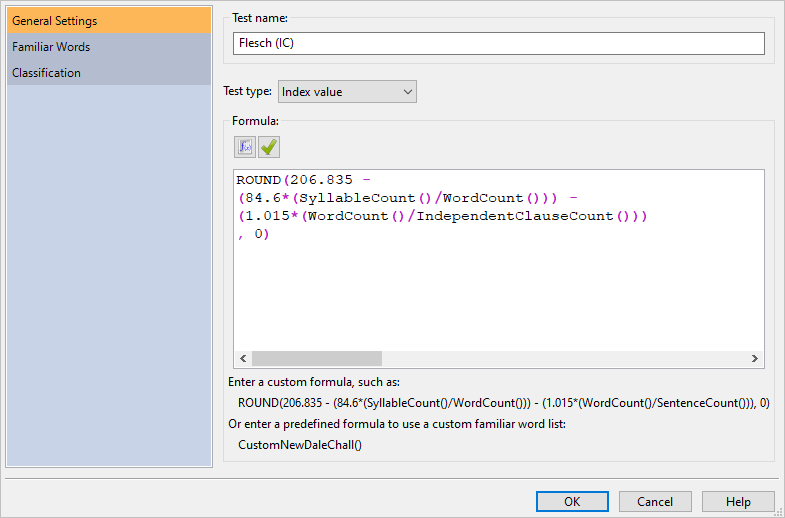 General Settings
Familiar Words
Classification
Test name:
Flesch (IC)
Test type:
Index value
Formula:
f(x)
ROUND(206.835 -
(84.6*(SyllableCount()/WordCount())) -
(1.015*(WordCount()/IndependentClauseCount()))
, 0)
Enter a custom formula, such as:
ROUND(206.835 - (84.6*(SyllableCount()/WordCount())) - (1.015*(WordCount()/SentenceCount())), 0)
Or enter a predefined formula to use a custom familiar word list:
CustomNewDaleChall()
OK
Cancel
Help